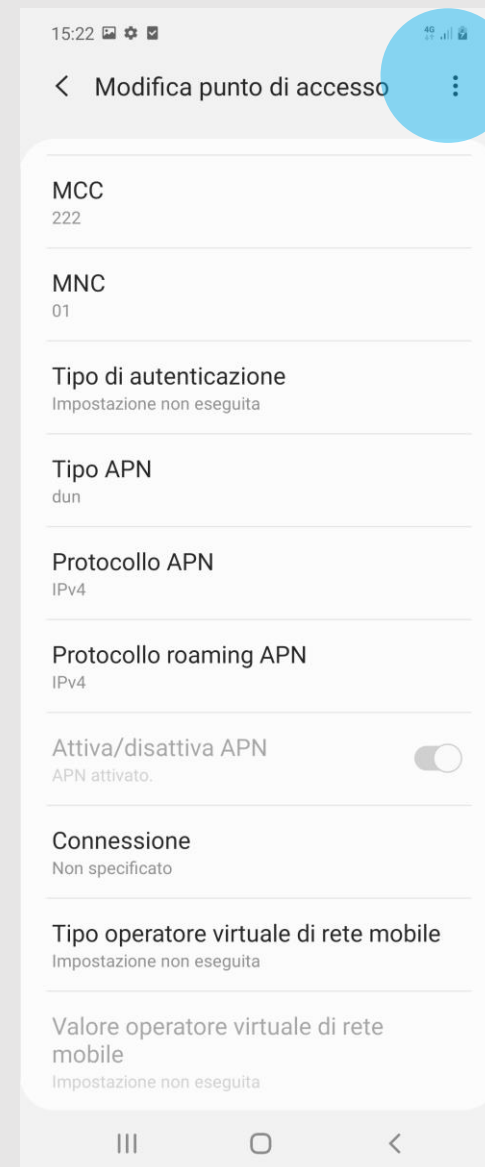 15:22
4G
Modifica punto di accesso
MCC
222
MNC
01
Tipo di autenticazione
Impostazione non eseguita
Tipo APN
dun
Protocollo APN
IPv4
Protocollo roaming APN
IPv4
Attiva/disattiva APN
APN attivato.
Connessione
Non specificato
Tipo operatore virtuale di rete mobile
Impostazione non eseguita
Valore operatore virtuale di rete
mobile
Impostazione non eseguita